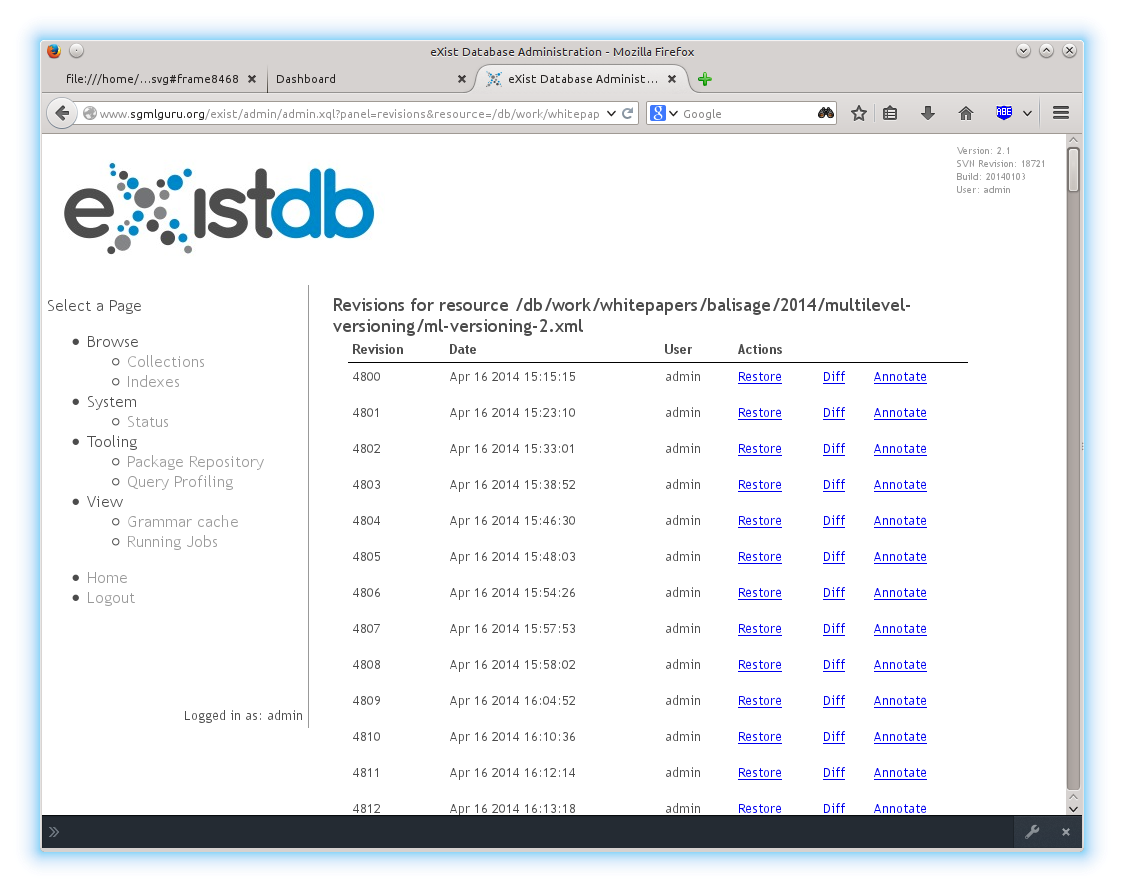 eXist Database Administration - Mozilla Firefox
file:///home/...svg#frame8468
Dashboard
eXist Database Administ...
www.sgmlguru.org/exist/admin/admin.xql?panel=revisions&resource=/db/work/whitepap
8
Google
ABE
Version: 2.1
SVN Revision: 18721
Build: 20140103
User: admin
eXistdb
Select a Page
Browse
Collections
Indexes
System
Status
Tooling
Package Repository
Query Profiling
View
Grammar cache
Running Jobs
Home
Logout
Logged in as: admin
Revisions for resource /db/work/whitepapers/balisage/2014/multilevel-
versioning/ml-versioning-2.xml
Revision Date User Actions
4800 Apr 16 2014 15:15:15 admin Restore Diff Annotate
4801 Apr 16 2014 15:23:10 admin Restore Diff Annotate
4802 Apr 16 2014 15:33:01 admin Restore Diff Annotate
4803 Apr 16 2014 15:38:52 admin Restore Diff Annotate
4804 Apr 16 2014 15:46:30 admin Restore Diff Annotate
4805 Apr 16 2014 15:48:03 admin Restore Diff Annotate
4806 Apr 16 2014 15:54:26 admin Restore Diff Annotate
4807 Apr 16 2014 15:57:53 admin Restore Diff Annotate
4808 Apr 16 2014 15:58:02 admin Restore Diff Annotate
4809 Apr 16 2014 16:04:52 admin Restore Diff Annotate
4810 Apr 16 2014 16:10:36 admin Restore Diff Annotate
4811 Apr 16 2014 16:12:14 admin Restore Diff Annotate
4812 Apr 16 2014 16:13:18 admin Restore Diff Annotate